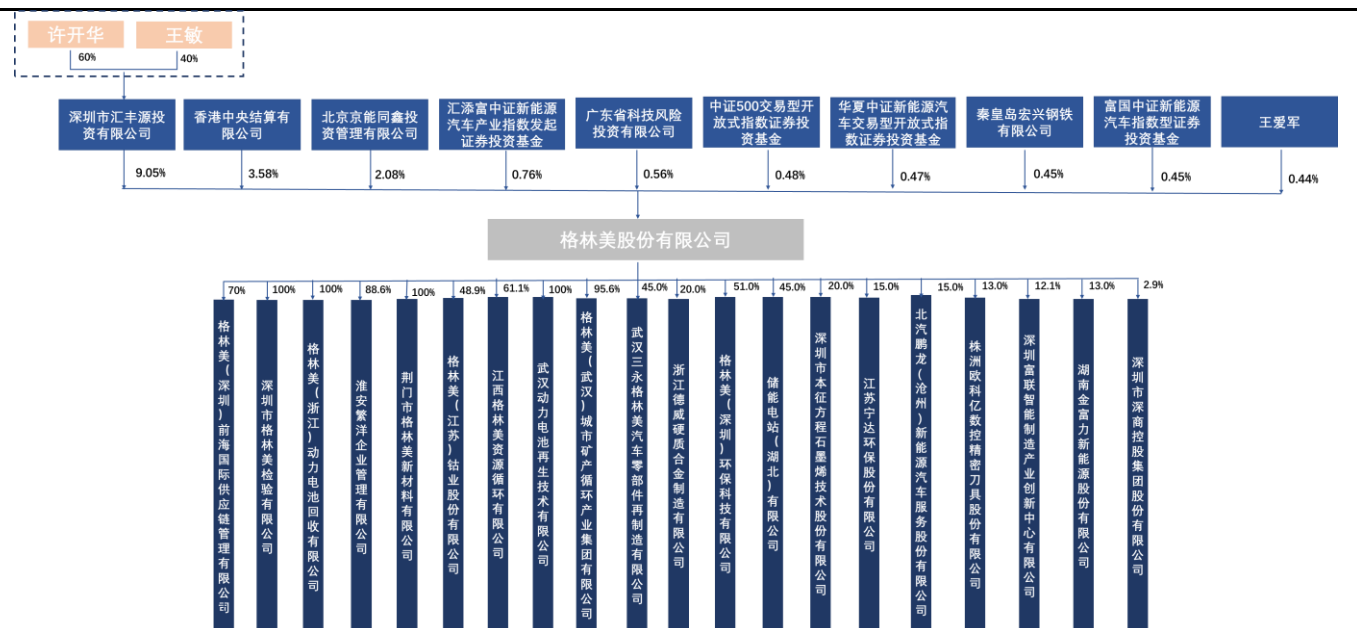 许开华
王敏
60%
40%
深圳市汇丰源投
资有限公司
香港中央结算有
限公司
北京京能同鑫投
资管理有限公司
汇添富中证新能源
汽车产业指数发起
证券投资基金
广东省科技风险
投资有限公司
中证500交易型开
放式指数证券投
资基金
华夏中证新能源汽
车交易型开放式指
数证券投资基金
秦皇岛宏兴钢铁
有限公司
富国中证新能源
汽车指数型证券
投资基金
王爱军
9.05%
3.58%
2.08%
0.76%
0.56%
0.48%
0.47%
0.45%
0.45%
0.44%
格林美股份有限公司
70%
100%
100%
88.6%
100%
48.9%
61.1%
100%
95.6%
45.0%
20.0%
51.0%
45.0%
20.0%
15.0%
15.0%
13.0%
12.1%
13.0%
2.9%
格林美(深圳)前海国际供应链管理有限公司
深圳市格林美检验有限公司
格林美(浙江)动力电池回收有限公司
淮安繁洋企业管理有限公司
荆门市格林美新材料有限公司
格林美(江苏)钴业股份有限公司
江西格林美资源循环有限公司
武汉动力电池再生技术有限公司
格林美(武汉)城市矿产循环产业集团有限公司
武汉三永格林美汽车零部件再制造有限公司
浙江德威硬质合金制造有限公司
格林美(深圳)环保科技有限公司
储能电站(湖北)有限公司
深圳市本征方程石墨烯技术股份有限公司
江苏宁达环保股份有限公司
北汽鹏龙(沧州)新能源汽车服务股份有限公司
株洲欧科亿数控精密刀具股份有限公司
深圳富联智能制造产业创新中心有限公司
湖南金富力新能源股份有限公司
深圳市深商控股集团股份有限公司